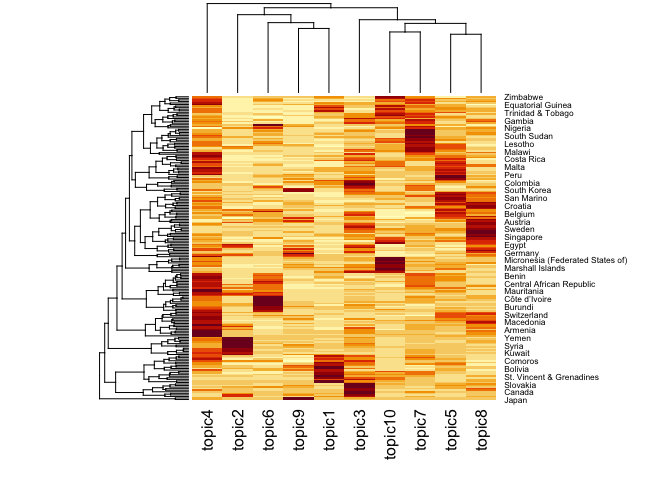 Zimbabwe
Equatorial Guinea
Trinidad & Tobago
Gambia
Nigeria
South Sudan
Lesotho
Malawi
Costa Rica
Malta
Peru
Colombia
South Korea
San Marino
Croatia
Belgium
Austria
Sweden
Singapore
Egypt
Germany
Micronesia (Federated States of)
Marshall Islands
Benin
Central African Republic
Mauritania
Côte d'Ivoire
Burundi
Switzerland
Macedonia
Armenia
Yemen
Syria
Kuwait
Comoros
Bolivia
St. Vincent & Grenadines
Slovakia
Canada
Japan
topic4
topic2
topic6
topic9
topic1
topic3
topic10
topic7
topic5
topic8